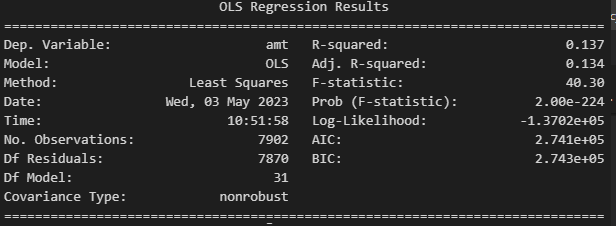 OLS Regression Results
==============================================================================
Dep. Variable:                    amt   R-squared:                       0.137
Model:                            OLS   Adj. R-squared:                  0.134
Method:                 Least Squares   F-statistic:                     40.30
Date:                Wed, 03 May 2023   Prob (F-statistic):          2.00e-224
Time:                        10:51:58   Log-Likelihood:            -1.3702e+05
No. Observations:                7902   AIC:                         2.741e+05
Df Residuals:                    7870   BIC:                         2.743e+05
Df Model:                          31
Covariance Type:            nonrobust
==============================================================================